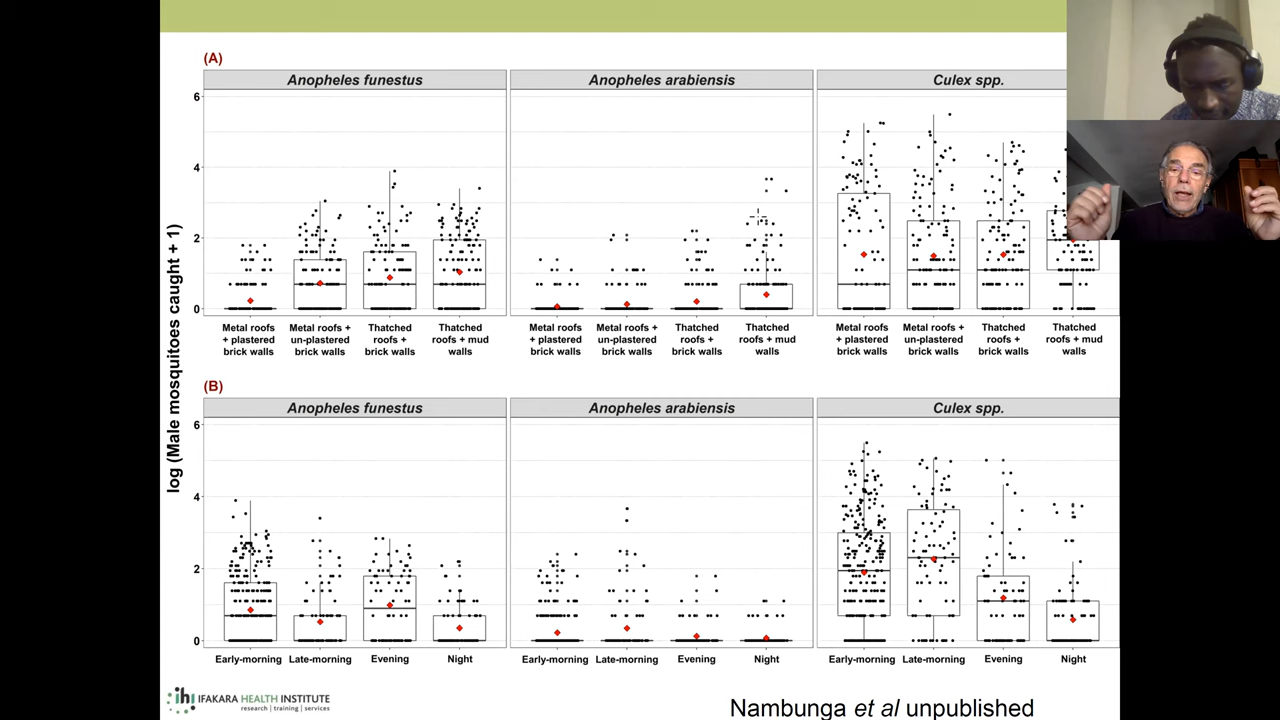 (A)
Anopheles funestus
Anopheles arabiensis
Culex spp.
6
4
2
0
Metal roofs + plastered brick walls
Metal roofs + un-plastered brick walls
Thatched roofs + brick walls
Thatched roofs + mud walls
Metal roofs + plastered brick walls
Metal roofs + un-plastered brick walls
Thatched roofs + brick walls
Thatched roofs + mud walls
Metal roofs + plastered brick walls
Metal roofs + un-plastered brick walls
Thatched roofs + brick walls
Thatched roofs + mud walls
log (Male mosquitoes caught + 1)
(B)
Anopheles funestus
Anopheles arabiensis
Culex spp.
6
4
2
0
Early-morning
Late-morning
Evening
Night
Early-morning
Late-morning
Evening
Night
Early-morning
Late-morning
Evening
Night
ihi
IFAKARA HEALTH INSTITUTE
research | training | services
Nambunga et al unpublished